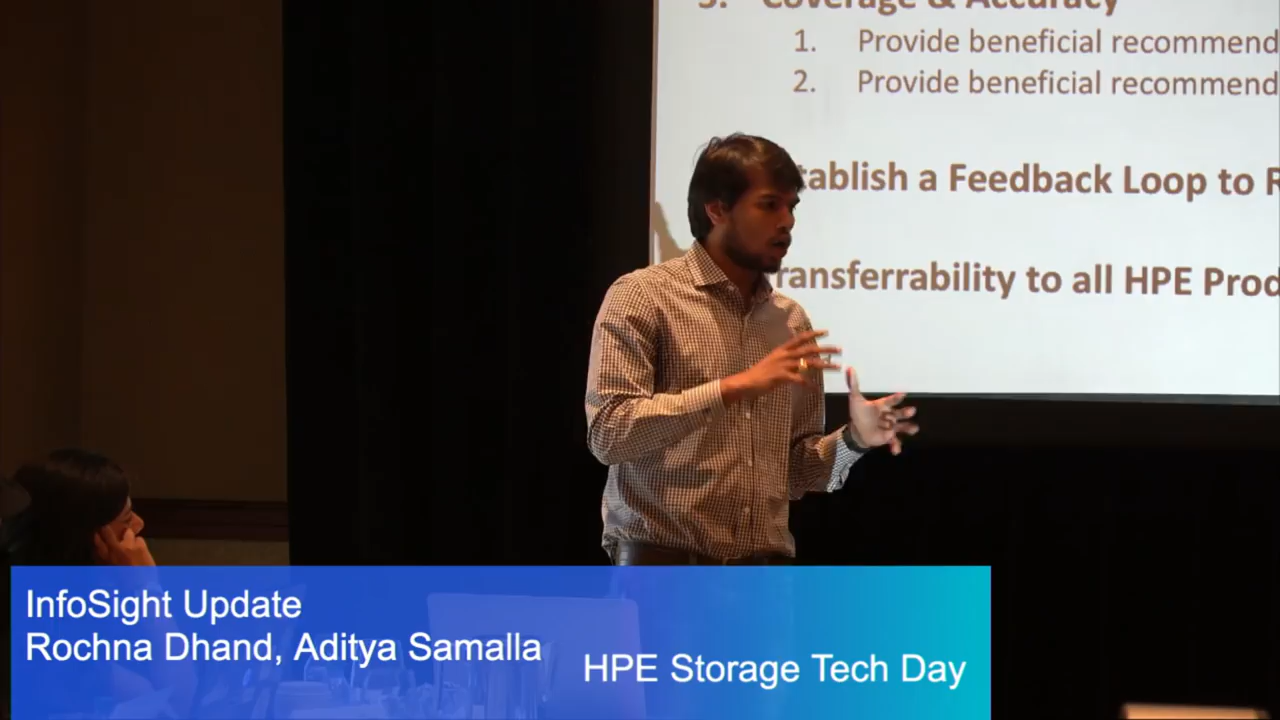 3. Coverage & Accuracy
1. Provide beneficial recommend
2. Provide beneficial recommend
tablish a Feedback Loop to R
ransferrability to all HPE Prod
InfoSight Update
Rochna Dhand, Aditya Samalla
HPE Storage Tech Day